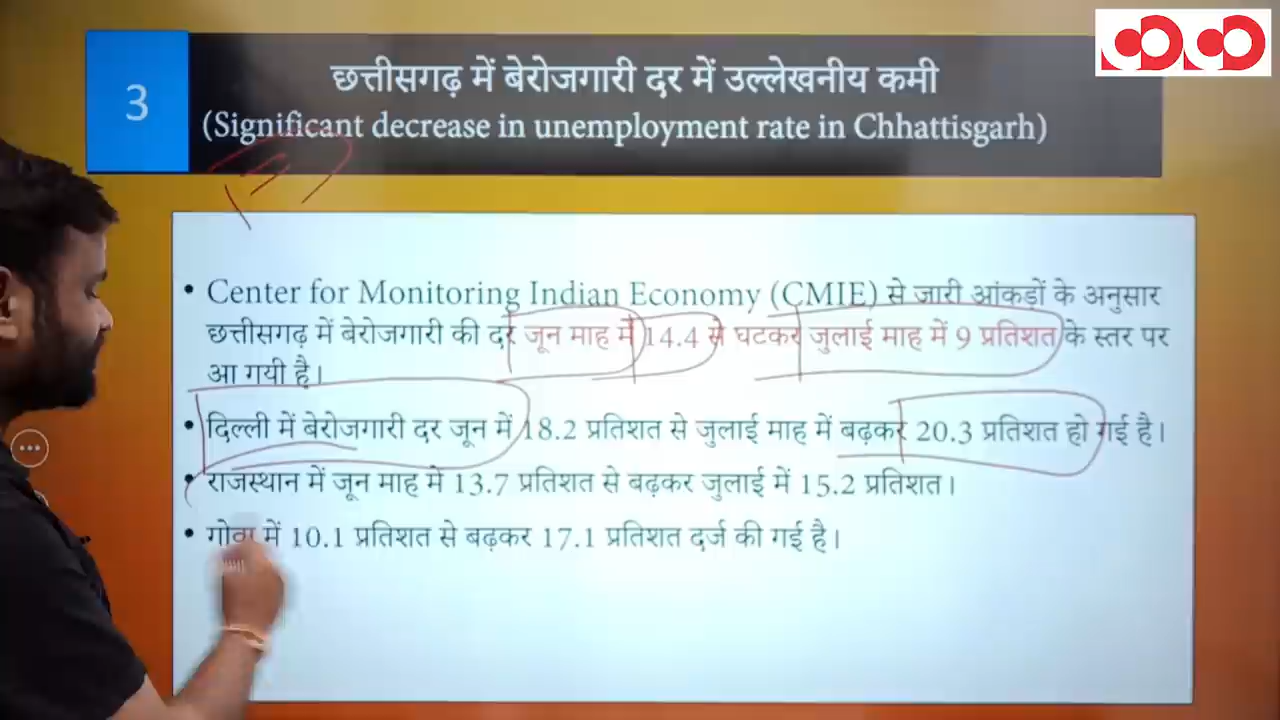 3
छत्तीसगढ़ में बेरोजगारी दर में उल्लेखनीय कमी
(Significant decrease in unemployment rate in Chhattisgarh)
• Center for Monitoring Indian Economy (CMIE) से जारी आंकड़ों के अनुसार
छत्तीसगढ़ में बेरोजगारी की दर जून माह में 14.4 से घटकर जुलाई माह में 9 प्रतिशत के स्तर पर
आ गयी है।
• दिल्ली में बेरोजगारी दर जून में 18.2 प्रतिशत से जुलाई माह में बढ़कर 20.3 प्रतिशत हो गई है।
• राजस्थान में जून माह में 13.7 प्रतिशत से बढ़कर जुलाई में 15.2 प्रतिशत।
• गोवा में 10.1 प्रतिशत से बढ़कर 17.1 प्रतिशत दर्ज की गई है।